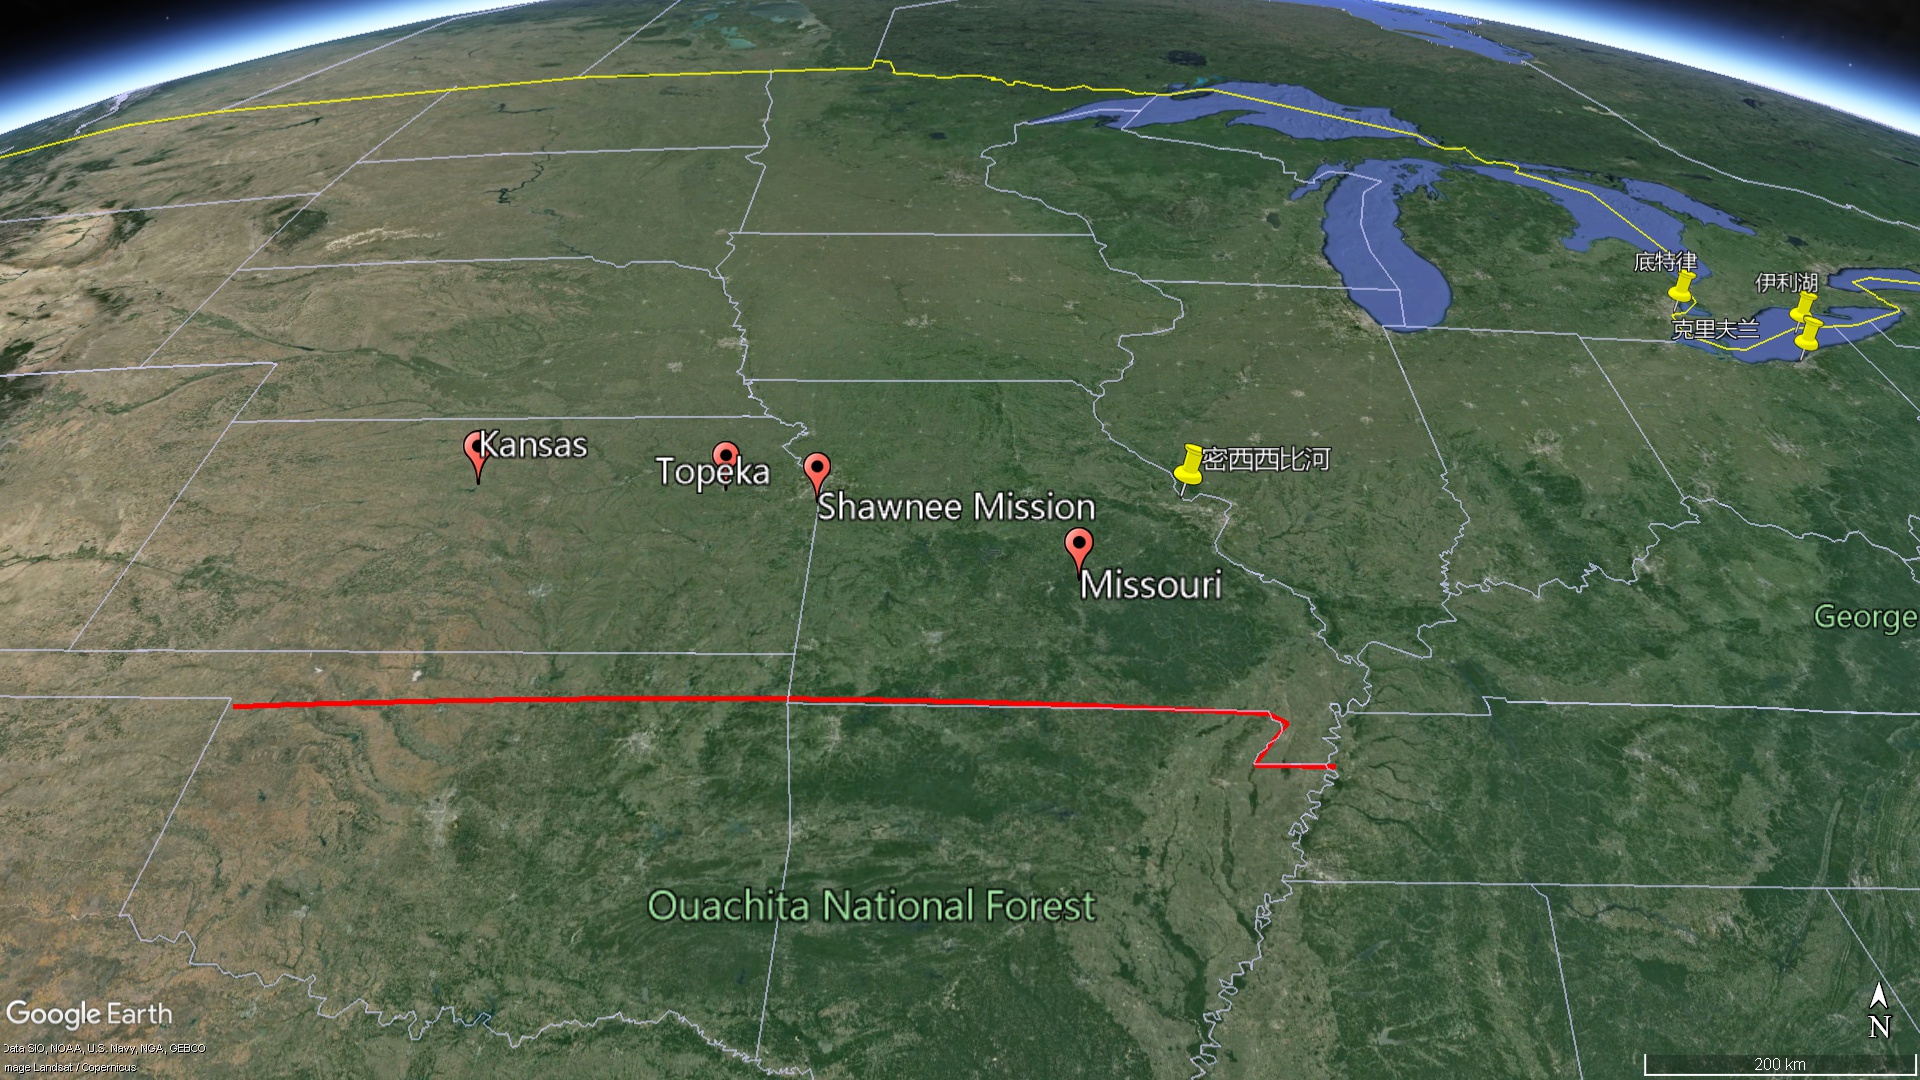 底特律
伊利湖
克里夫兰
Kansas
Topeka
密西西比河
Shawnee Mission
Missouri
George
Ouachita National Forest
Google Earth
N
Data SIO, NOAA, U.S. Navy, NGA, GEBCO
mage Landsat / Copernicus
200 km